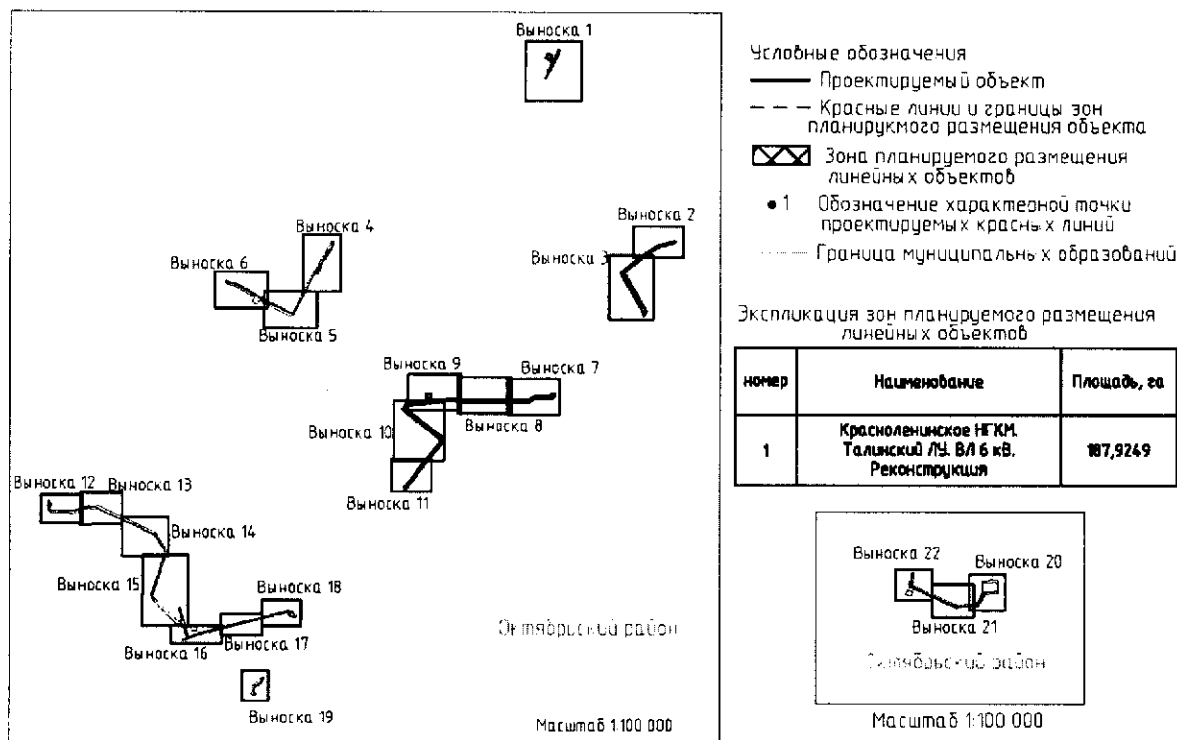 Выноска 1
Выноска 2
Выноска 3
Выноска 4
Выноска 6
Выноска 5
Выноска 9
Выноска 7
Выноска 8
Выноска 10
Выноска 11
Выноска 12
Выноска 13
Выноска 14
Выноска 15
Выноска 18
Выноска 16
Выноска 17
Выноска 19
Октябрьский район
Масштаб 1:100 000
Условные обозначения
Проектируемый объект
Красные линии и границы зон
планирукмого размещения объекта
Зона планируемого размещения
линейных объектов
1 Обозначение характерной точки
проектируемых красных линий
Граница муниципальных образований
Экспликация зон планируемого размещения
линейных объектов
номер Наименование Площадь, га
1 Красноленинское НГКМ. 187,9249
Талинский ЛУ. ВЛ 6 кВ.
Реконструкция
Выноска 22
Выноска 20
Выноска 21
Октябрьский район
Масштаб 1:100 000